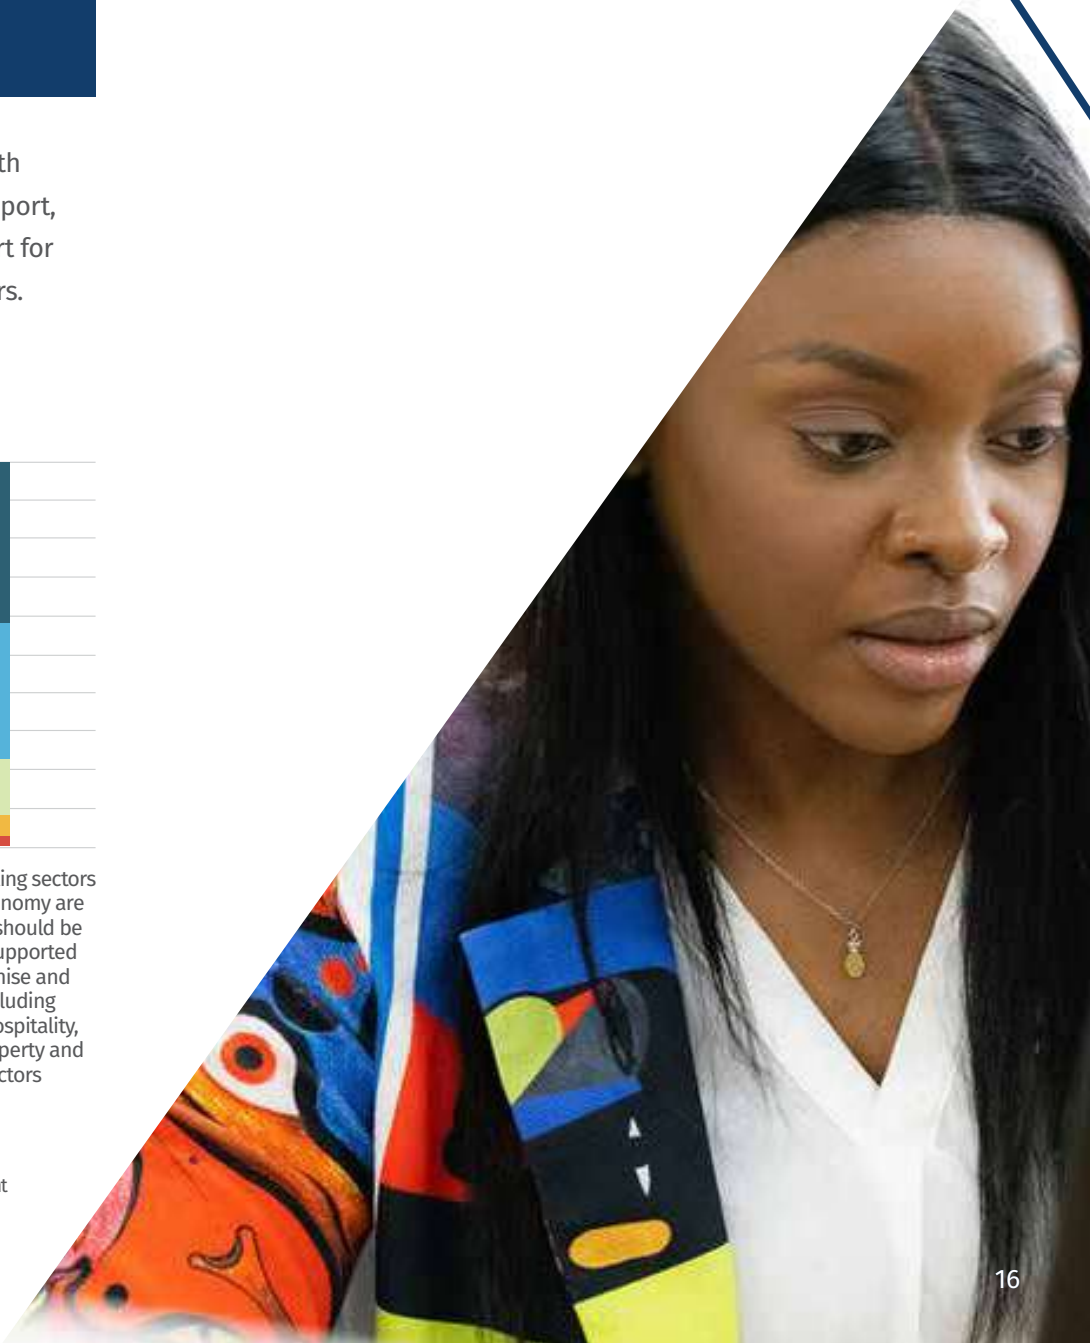 th
port,
rt for
rs.
ing sectors
nomy are
should be
upported
nise and
luding
ospitality,
perty and
ctors
nt
16